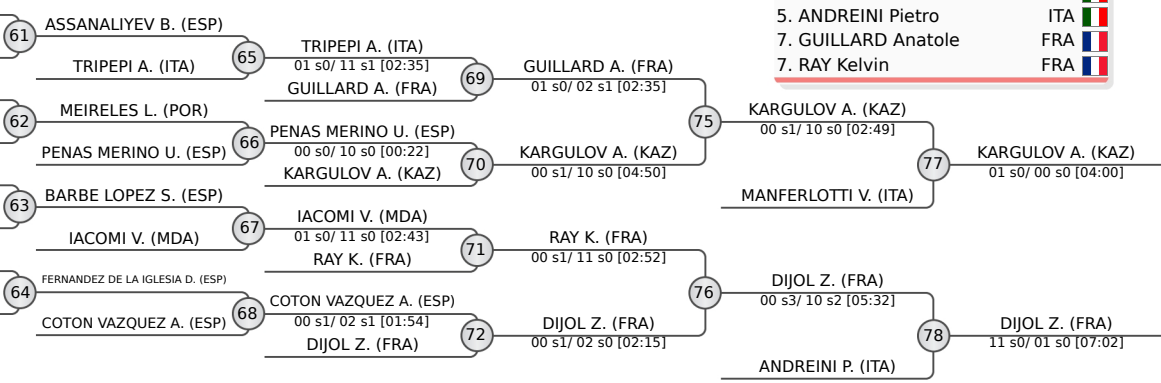 5. ANDREINI Pietro ITA
7. GUILLARD Anatole FRA
7. RAY Kelvin FRA
61
ASSANALIYEV B. (ESP)
TRIPEPI A. (ITA)
62
MEIRELES L. (POR)
PENAS MERINO U. (ESP)
63
BARBE LOPEZ S. (ESP)
IACOMI V. (MDA)
64
FERNANDEZ DE LA IGLESIA D. (ESP)
COTON VAZQUEZ A. (ESP)
65
TRIPEPI A. (ITA)
01 s0/ 11 s1 [02:35]
GUILLARD A. (FRA)
66
PENAS MERINO U. (ESP)
00 s0/ 10 s0 [00:22]
KARGULOV A. (KAZ)
67
IACOMI V. (MDA)
01 s0/ 11 s0 [02:43]
RAY K. (FRA)
68
COTON VAZQUEZ A. (ESP)
00 s1/ 02 s1 [01:54]
DIJOL Z. (FRA)
69
GUILLARD A. (FRA)
01 s0/ 02 s1 [02:35]
70
KARGULOV A. (KAZ)
00 s1/ 10 s0 [04:50]
71
RAY K. (FRA)
00 s1/ 11 s0 [02:52]
72
DIJOL Z. (FRA)
00 s1/ 02 s0 [02:15]
75
KARGULOV A. (KAZ)
00 s1/ 10 s0 [02:49]
MANFERLOTTI V. (ITA)
76
DIJOL Z. (FRA)
00 s3/ 10 s2 [05:32]
ANDREINI P. (ITA)
77
KARGULOV A. (KAZ)
01 s0/ 00 s0 [04:00]
78
DIJOL Z. (FRA)
11 s0/ 01 s0 [07:02]